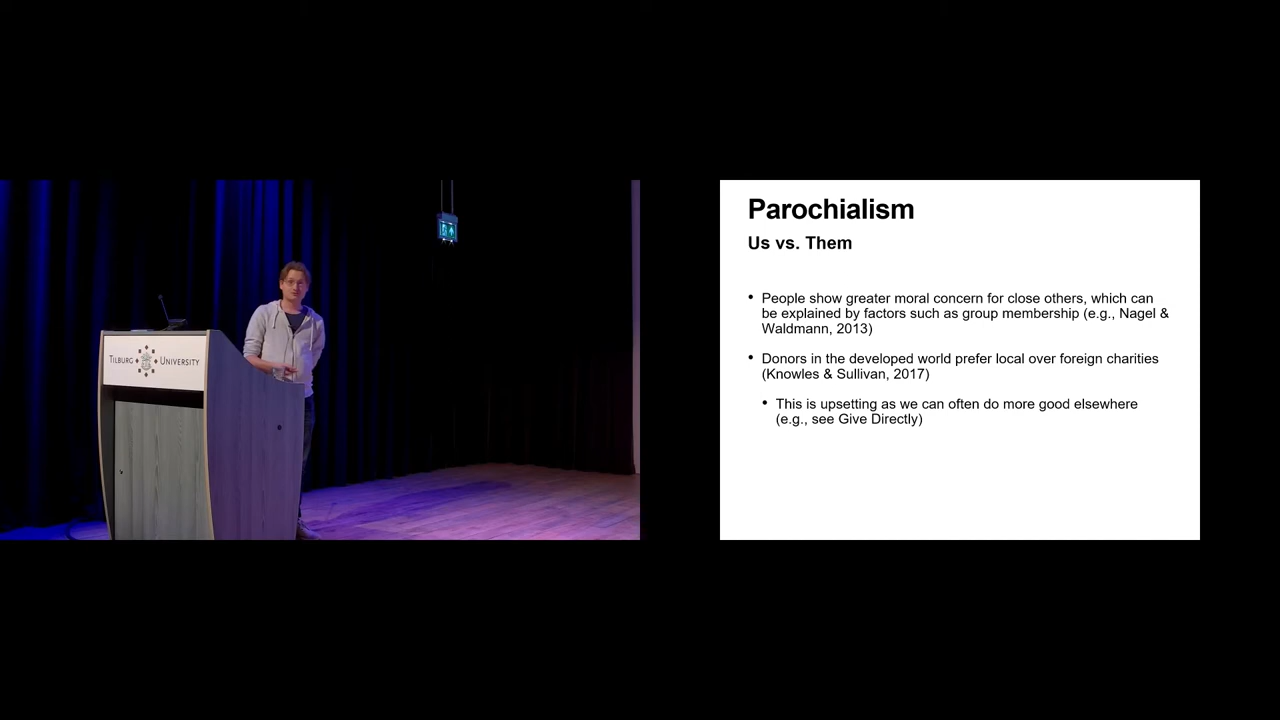 TILBURG UNIVERSITY
Parochialism
Us vs. Them
• People show greater moral concern for close others, which can
be explained by factors such as group membership (e.g., Nagel &
Waldmann, 2013)
• Donors in the developed world prefer local over foreign charities
(Knowles & Sullivan, 2017)
• This is upsetting as we can often do more good elsewhere
(e.g., see Give Directly)